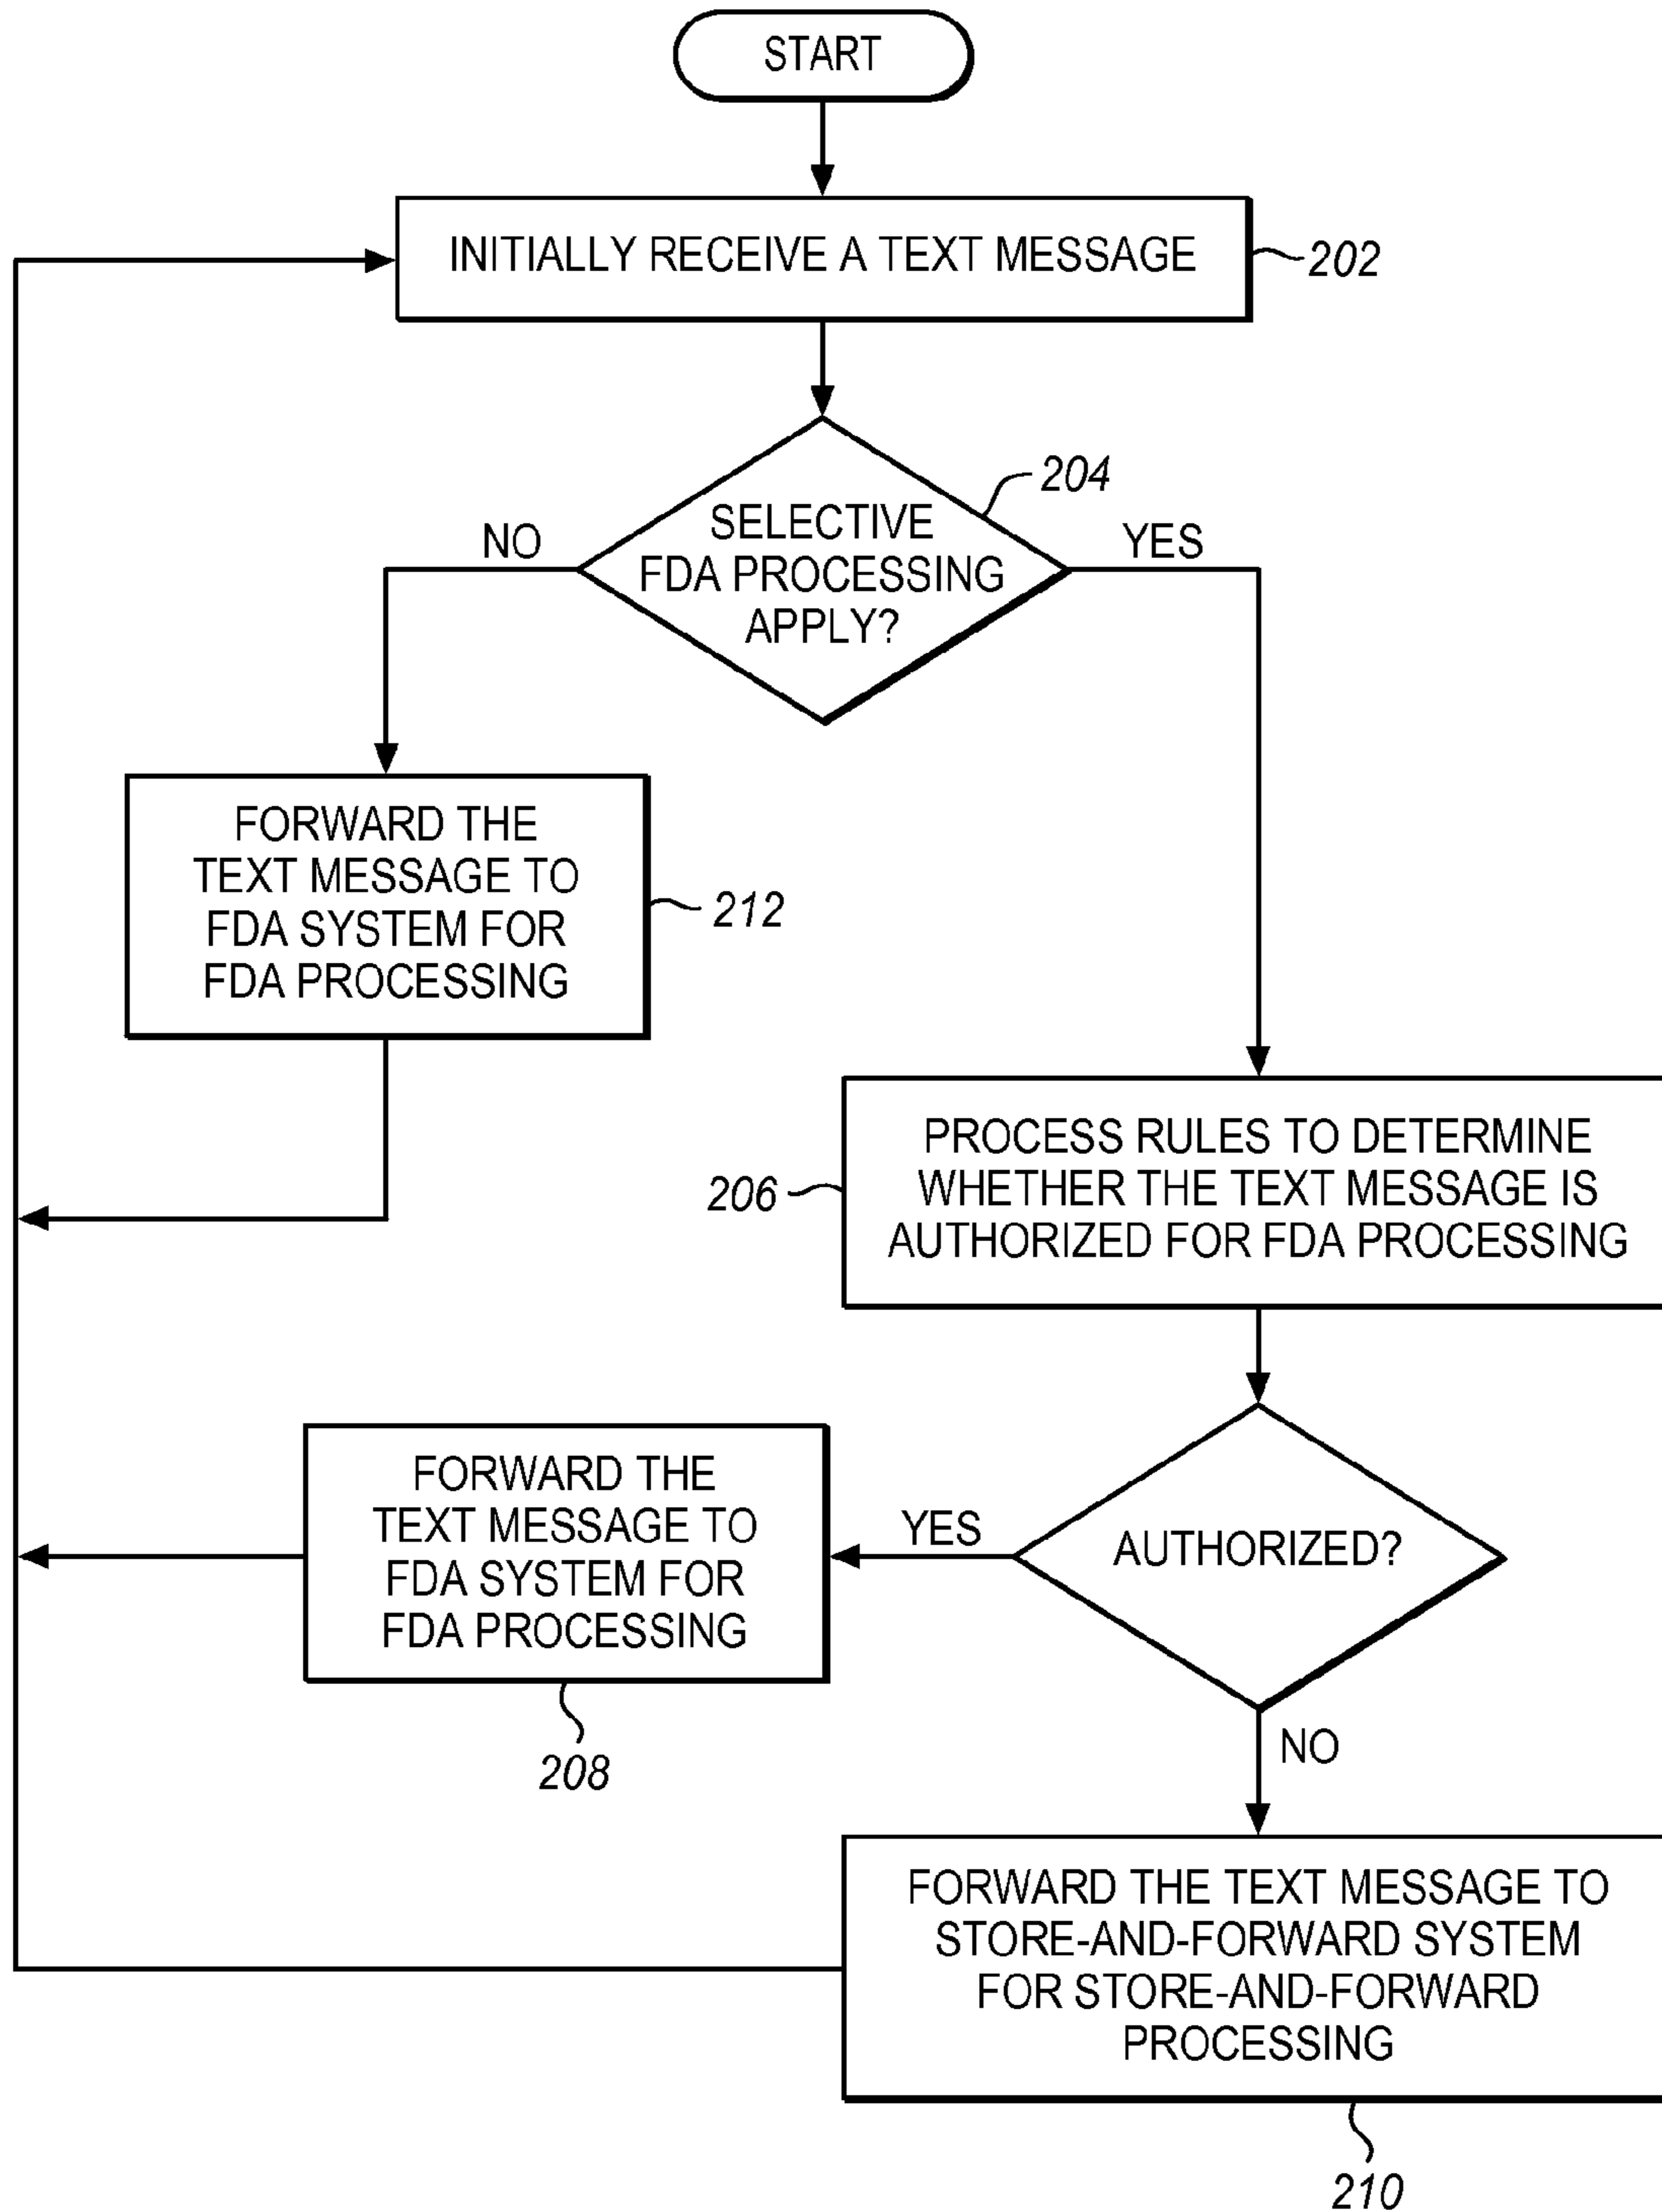 START
INITIALLY RECEIVE A TEXT MESSAGE
202
204
SELECTIVE
FDA PROCESSING
APPLY?
NO
YES
FORWARD THE
TEXT MESSAGE TO
FDA SYSTEM FOR
FDA PROCESSING
212
PROCESS RULES TO DETERMINE
WHETHER THE TEXT MESSAGE IS
AUTHORIZED FOR FDA PROCESSING
206
FORWARD THE
TEXT MESSAGE TO
FDA SYSTEM FOR
FDA PROCESSING
208
YES
AUTHORIZED?
NO
FORWARD THE TEXT MESSAGE TO
STORE-AND-FORWARD SYSTEM
FOR STORE-AND-FORWARD
PROCESSING
210